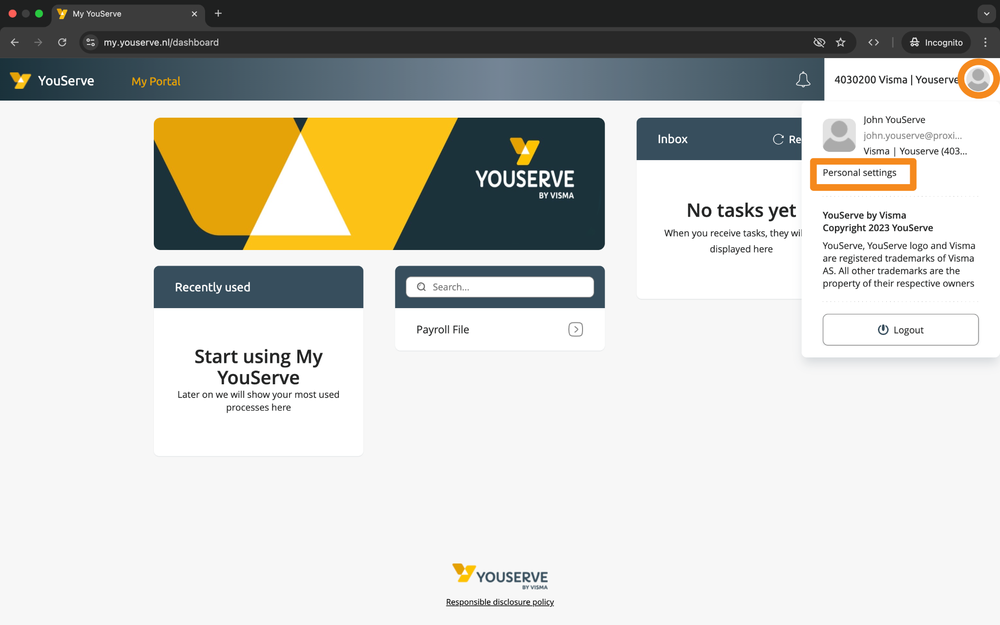 My YouServe
my.youserve.nl/dashboard
Incognito
YouServe
My Portal
4030200 Visma | Youserve
John YouServe
john.youserve@proxi...
Visma | Youserve (403...
Personal settings
YouServe by Visma
Copyright 2023 YouServe
YouServe, YouServe logo and Visma
are registered trademarks of Visma
AS. All other trademarks are the
property of their respective owners
Logout
YOUSERVE
BY VISMA
Inbox
Re
No tasks yet
When you receive tasks, they wil
displayed here
Recently used
Start using My
YouServe
Later on we will show your most used
processes here
Search...
Payroll File
YOUSERVE
BY VISMA
Responsible disclosure policy